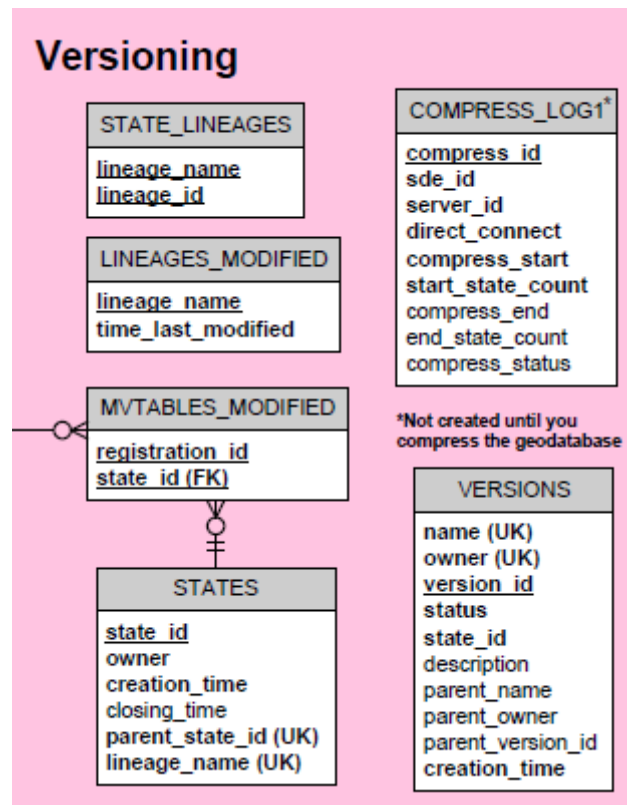 Versioning
STATE_LINEAGES
lineage_name
lineage_id
LINEAGES_MODIFIED
lineage_name
time_last_modified
MVTABLES_MODIFIED
registration_id
state_id (FK)
STATES
state_id
owner
creation_time
closing_time
parent_state_id (UK)
lineage_name (UK)
COMPRESS_LOG1*
compress_id
sde_id
server_id
direct_connect
compress_start
start_state_count
compress_end
end_state_count
compress_status
*Not created until you
compress the geodatabase
VERSIONS
name (UK)
owner (UK)
version_id
status
state_id
description
parent_name
parent_owner
parent_version_id
creation_time